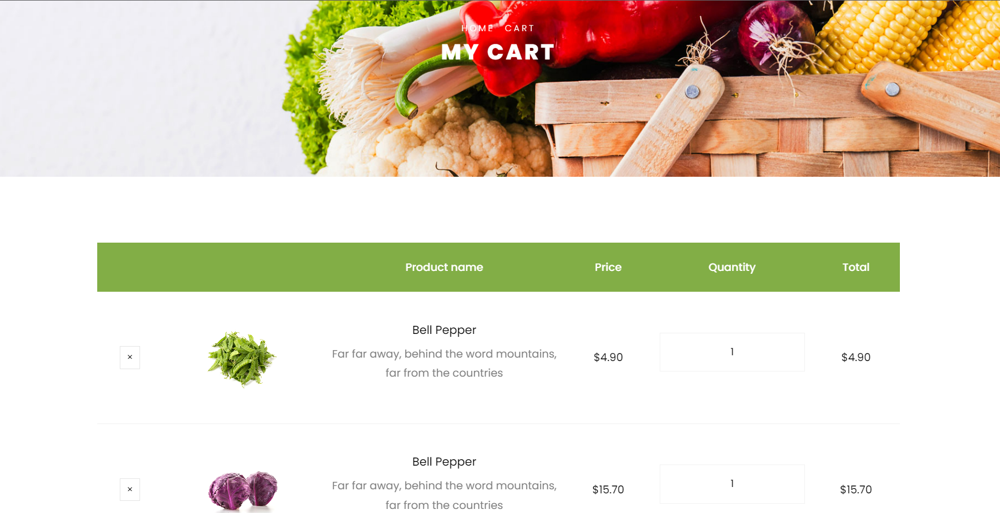 HOME CART
MY CART
Product name Price Quantity Total
Bell Pepper
Far far away, behind the word mountains,
far from the countries
× $4.90 1 $4.90
Bell Pepper
Far far away, behind the word mountains,
far from the countries
× $15.70 1 $15.70